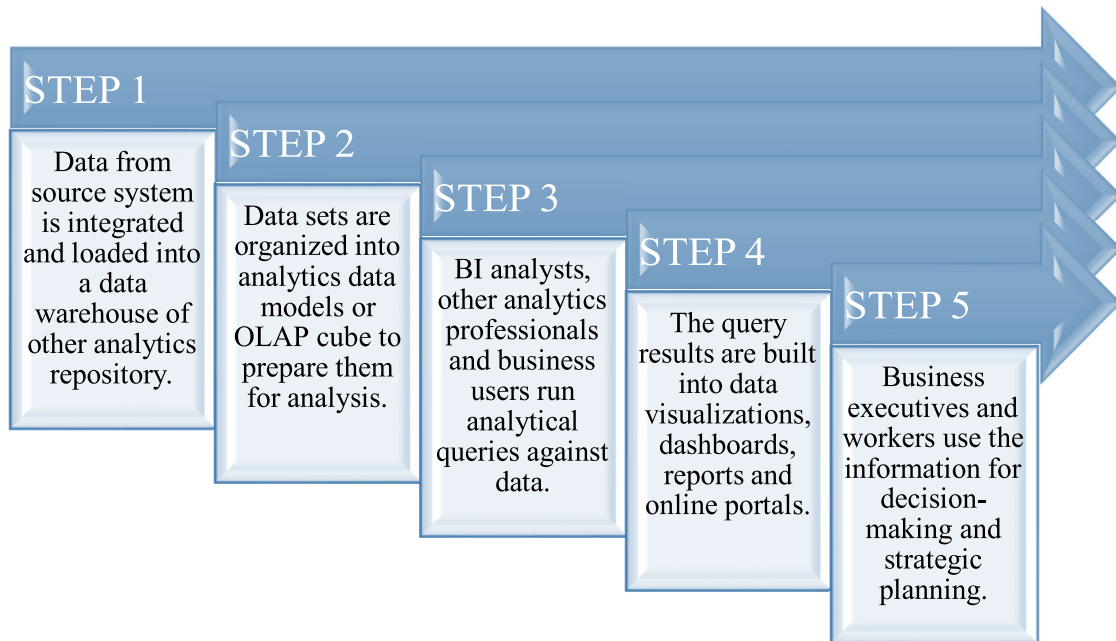 STEP 1
Data from
source system
is integrated
and loaded into
a data
warehouse of
other analytics
repository.
STEP 2
Data sets are
organized into
analytics data
models or
OLAP cube to
prepare them
for analysis.
STEP 3
BI analysts,
other analytics
professionals
and business
users run
analytical
queries against
data.
STEP 4
The query
results are built
into data
visualizations,
dashboards,
reports and
online portals.
STEP 5
Business
executives and
workers use the
information for
decision-
making and
strategic
planning.